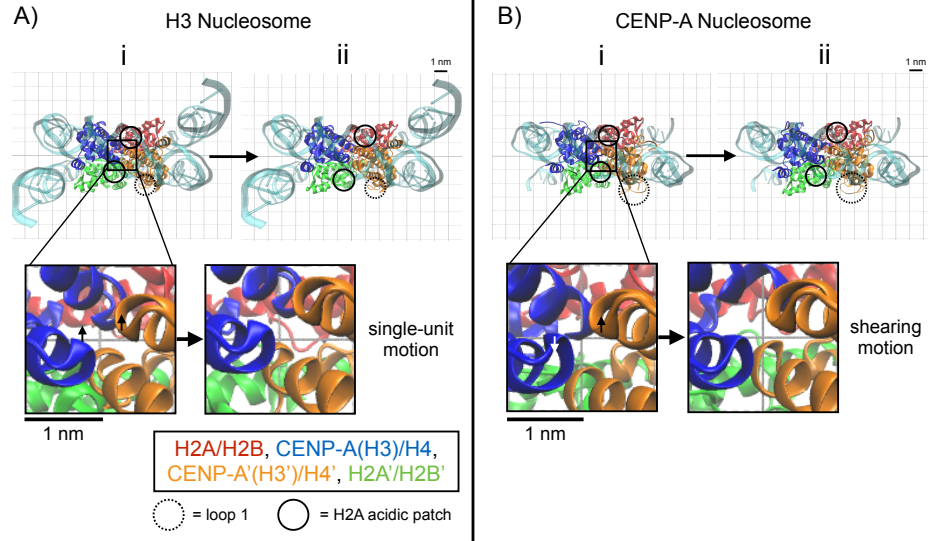 A)
H3 Nucleosome
i
ii
1 nm
single-unit
motion
1 nm
B)
CENP-A Nucleosome
i
ii
1 nm
shearing
motion
1 nm
H2A/H2B, CENP-A(H3)/H4,
CENP-A'(H3')/H4', H2A'/H2B'
= loop 1
= H2A acidic patch